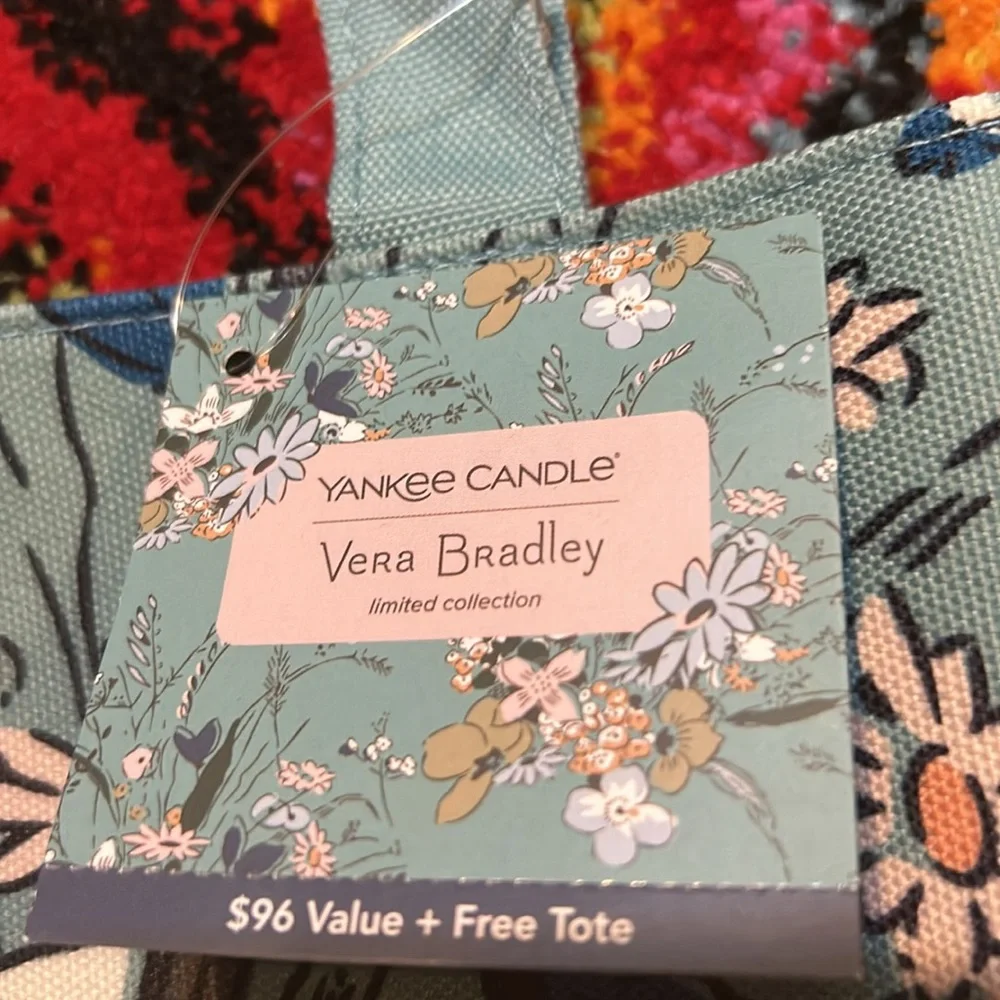 YANKEE CANDLE®
Vera Bradley
limited collection
$96 Value + Free Tote